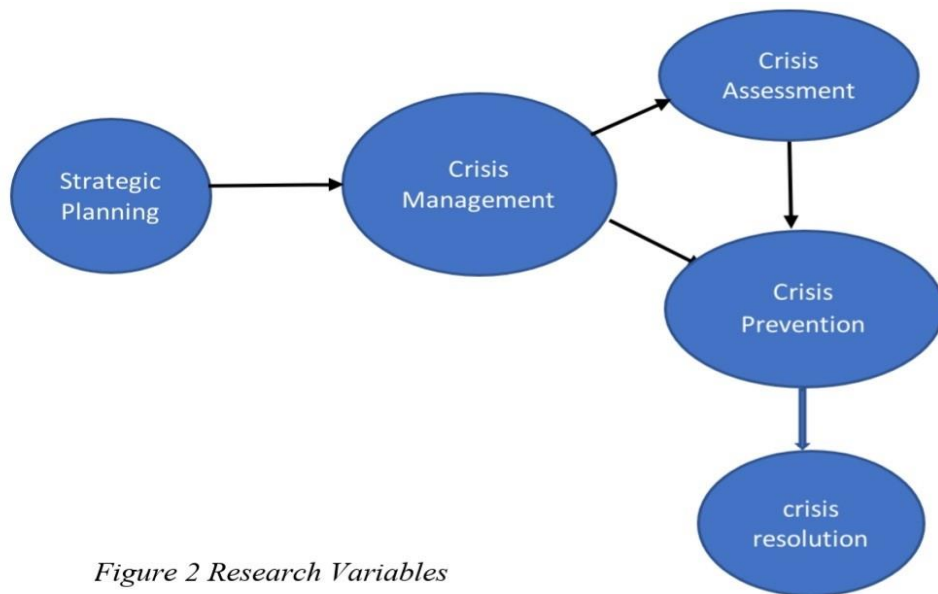 Strategic
Planning
Crisis
Management
Crisis
Assessment
Crisis
Prevention
crisis
resolution
Figure 2 Research Variables